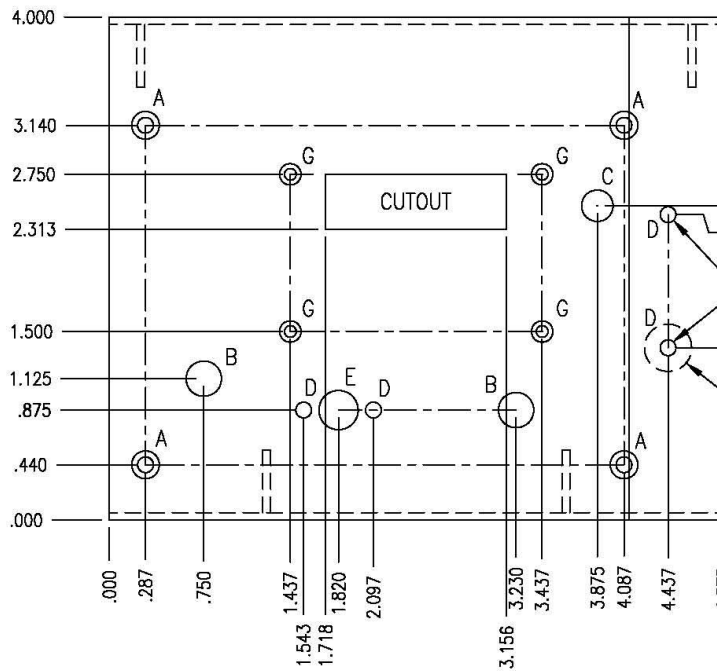 4.000
A
A
3.140
2.750
G
G
C
CUTOUT
2.313
D
1.500
G
G
D
1.125
B
.875
D
E
D
B
.440
A
A
.000
.000
.287
.750
1.437
1.543
1.718
1.820
2.097
3.156
3.230
3.437
3.875
4.087
4.437